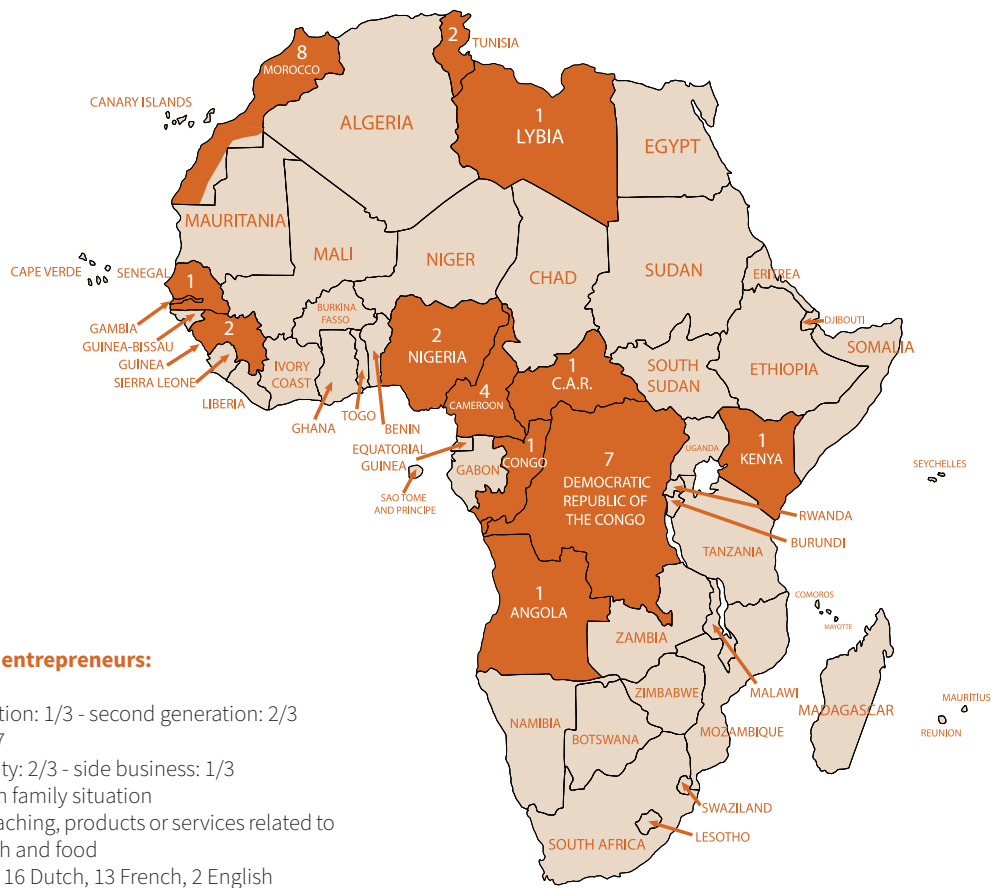 8
MOROCCO
2
TUNISIA
CANARY ISLANDS
ALGERIA
1
LYBIA
EGYPT
MAURITANIA
MALI
NIGER
CHAD
SUDAN
ERITREA
CAPE VERDE
SENEGAL
1
GAMBIA
GUINEA-BISSAU
GUINEA
2
SIERRA LEONE
LIBERIA
IVORY
COAST
BURKINA
FASSO
GHANA
TOGO
BENIN
2
NIGERIA
4
CAMEROON
1
C.A.R.
SOUTH
SUDAN
ETHIOPIA
DJIBOUTI
SOMALIA
EQUATORIAL
GUINEA
GABON
SAO TOME
AND PRINCIPE
1
CONGO
7
DEMOCRATIC
REPUBLIC OF
THE CONGO
UGANDA
1
KENYA
SEYCHELLES
RWANDA
BURUNDI
TANZANIA
1
ANGOLA
ZAMBIA
COMOROS
MAYOTTE
MALAWI
ZIMBABWE
MOZAMBIQUE
MADAGASCAR
MAURITIUS
REUNION
NAMIBIA
BOTSWANA
SWAZILAND
LESOTHO
SOUTH AFRICA
entrepreneurs:
tion: 1/3 - second generation: 2/3
7
ty: 2/3 - side business: 1/3
n family situation
aching, products or services related to
h and food
16 Dutch, 13 French, 2 English